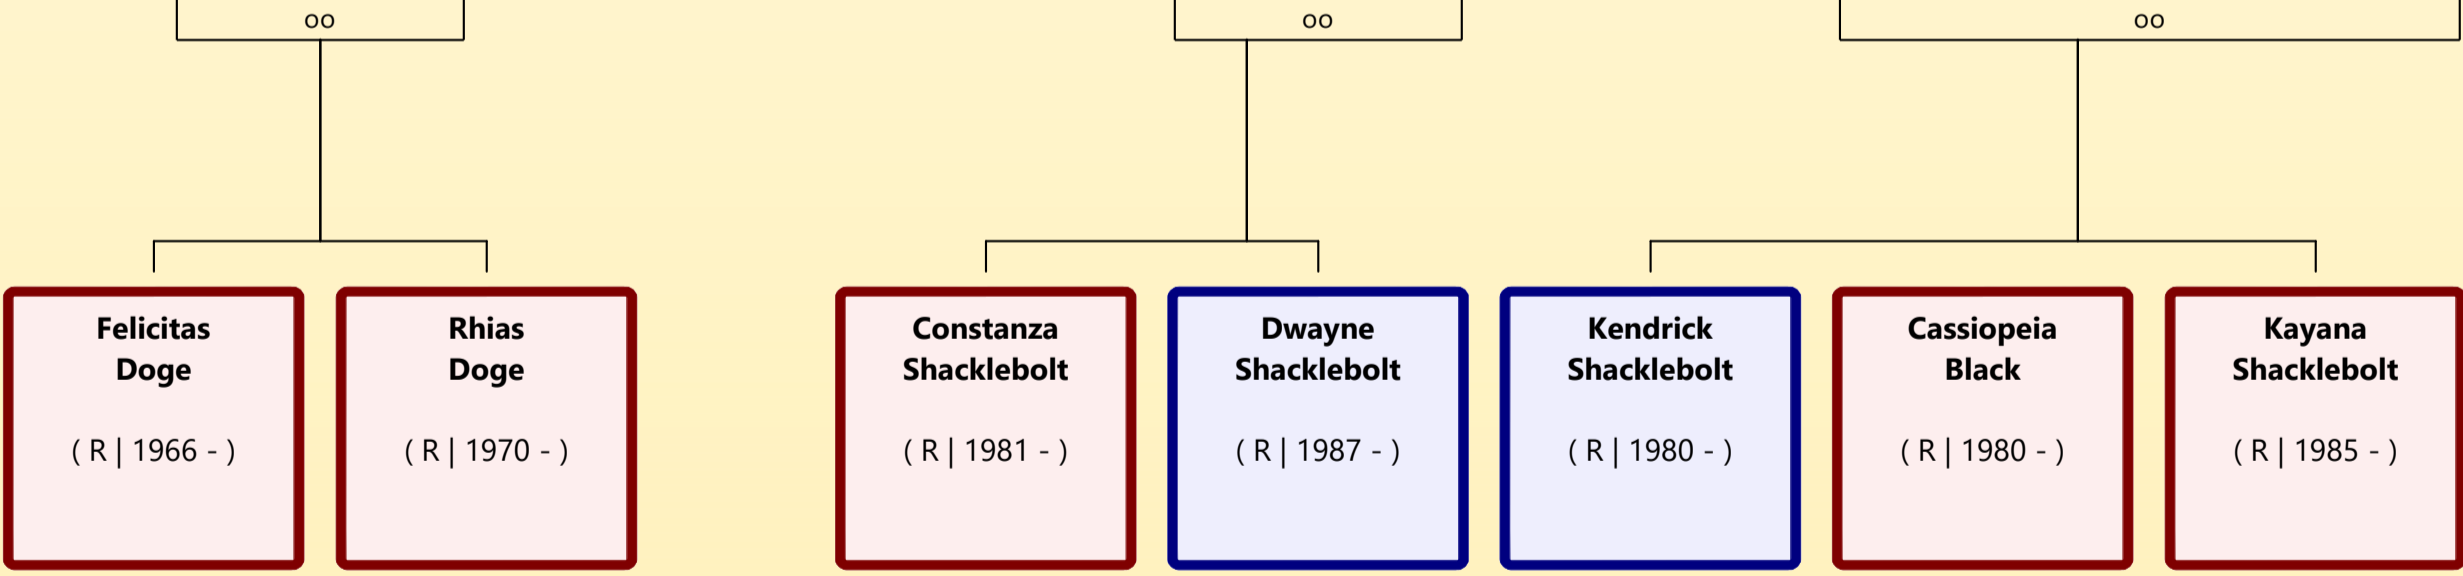 oo
oo
oo
Felicitas
Doge
( R | 1966 - )
Rhias
Doge
( R | 1970 - )
Constanza
Shacklebolt
( R | 1981 - )
Dwayne
Shacklebolt
( R | 1987 - )
Kendrick
Shacklebolt
( R | 1980 - )
Cassiopeia
Black
( R | 1980 - )
Kayana
Shacklebolt
( R | 1985 - )